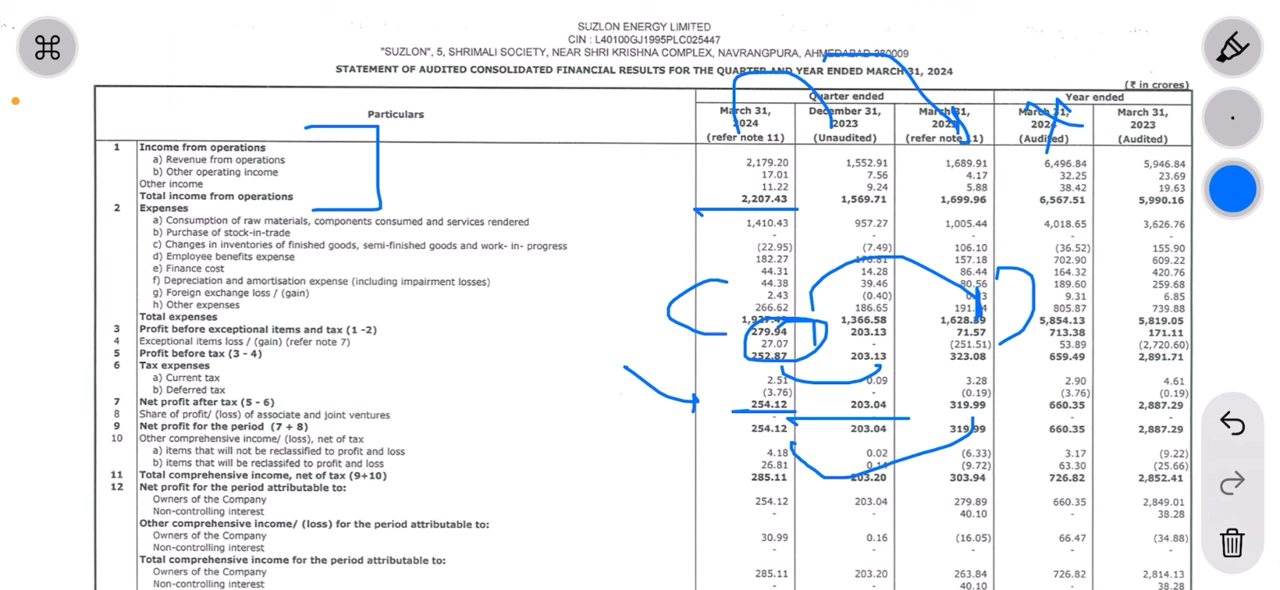 SUZLON ENERGY LIMITED
CIN : L40100GJ1995PLC025447
"SUZLON", 5, SHRIMALI SOCIETY, NEAR SHRI KRISHNA COMPLEX, NAVRANGPURA, AHMEDABAD-380009
STATEMENT OF AUDITED CONSOLIDATED FINANCIAL RESULTS FOR THE QUARTER AND YEAR ENDED MARCH 31, 2024
(₹ in crores)
Particulars Quarter ended Year ended
March 31, 2024 (refer note 11) December 31, 2023 (Unaudited) March 31, 2023 (refer note 11) March 31, 2024 (Audited) March 31, 2023 (Audited)
1 Income from operations
a) Revenue from operations 2,179.20 1,552.91 1,689.91 6,496.84 5,946.84
b) Other operating income 17.01 7.56 4.17 32.25 23.69
Other income 11.22 9.24 5.88 38.42 19.63
Total income from operations 2,207.43 1,569.71 1,699.96 6,567.51 5,990.16
2 Expenses
a) Consumption of raw materials, components consumed and services rendered 1,410.43 957.27 1,005.44 4,018.65 3,626.76
b) Purchase of stock-in-trade - - - - -
c) Changes in inventories of finished goods, semi-finished goods and work- in- progress (22.95) (7.49) 106.10 (36.52) 155.90
d) Employee benefits expense 182.27 176.81 157.18 702.90 609.22
e) Finance cost 44.31 14.28 86.44 164.32 420.76
f) Depreciation and amortisation expense (including impairment losses) 44.38 39.46 80.56 189.60 259.68
g) Foreign exchange loss / (gain) 2.43 (0.40) 9.31 6.85
h) Other expenses 266.62 186.65 805.87 739.88
Total expenses 1,366.58 1,628.39 5,854.13 5,819.05
3 Profit before exceptional items and tax (1 -2) 279.94 203.13 71.57 713.38 171.11
4 Exceptional items loss / (gain) (refer note 7) 27.07 - (251.51) 53.89 (2,720.60)
5 Profit before tax (3 - 4) 252.87 203.13 323.08 659.49 2,891.71
6 Tax expenses
a) Current tax 2.51 0.09 3.28 2.90 4.61
b) Deferred tax (3.76) - (0.19) (3.76) (0.19)
7 Net profit after tax (5 - 6) 254.12 203.04 319.99 660.35 2,887.29
8 Share of profit/ (loss) of associate and joint ventures - - - - -
9 Net profit for the period (7 + 8) 254.12 203.04 319.99 660.35 2,887.29
10 Other comprehensive income/ (loss), net of tax
a) items that will not be reclassified to profit and loss 4.18 0.02 (6.33) 3.17 (9.22)
b) items that will be reclassifed to profit and loss 26.81 0.14 (9.72) 63.30 (25.66)
11 Total comprehensive income, net of tax (9+10) 285.11 203.20 303.94 726.82 2,852.41
12 Net profit for the period attributable to:
Owners of the Company 254.12 203.04 279.89 660.35 2,849.01
Non-controlling interest - - 40.10 - 38.28
Other comprehensive income/ (loss) for the period attributable to:
Owners of the Company 30.99 0.16 (16.05) 66.47 (34.88)
Non-controlling interest - - - - -
Total comprehensive income for the period attributable to:
Owners of the Company 285.11 203.20 263.84 726.82 2,814.13
Non-controlling interest - - 40.10 - 38.28